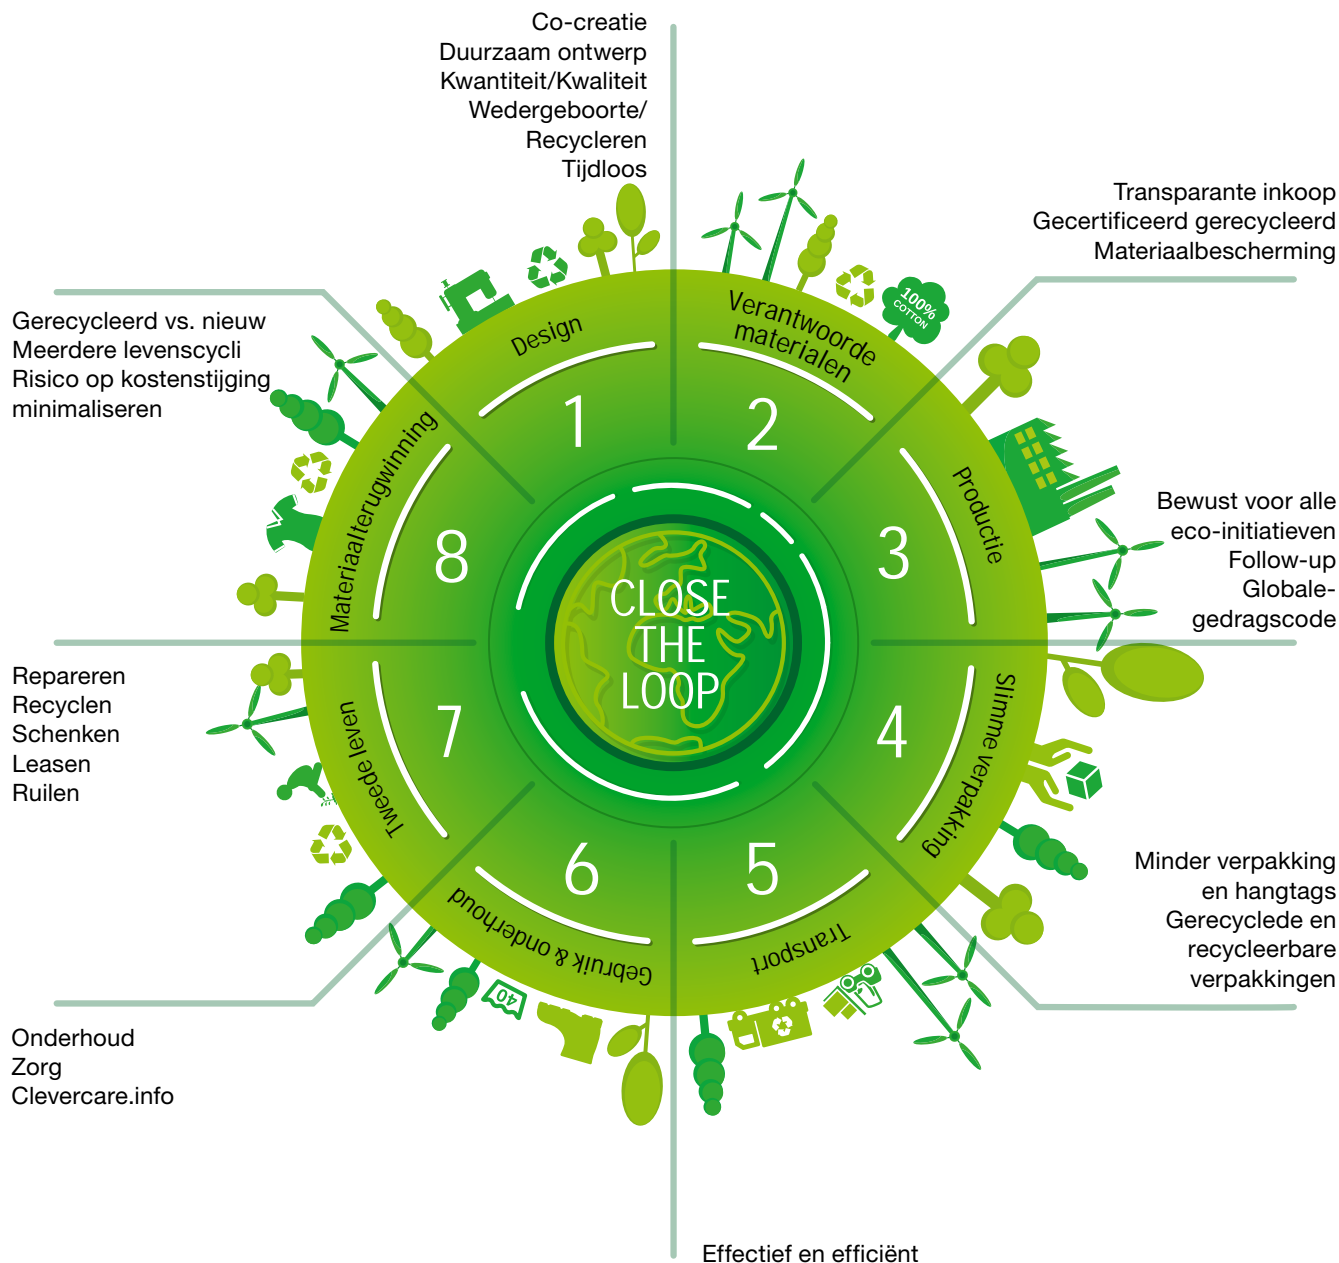 Co-creatie
Duurzaam ontwerp
Kwantiteit/Kwaliteit
Wedergeboorte/
Recycleren
Tijdloos
Transparante inkoop
Gecertificeerd gerecycleerd
Materiaalbescherming
Gerecycleerd vs. nieuw
Meerdere levenscycli
Risico op kostenstijging
minimaliseren
Bewust voor alle
eco-initiatieven
Follow-up
Globale-
gedragscode
Repareren
Recyclen
Schenken
Leasen
Ruilen
Minder verpakking
en hangtags
Gerecyclede en
recycleerbare
verpakkingen
Onderhoud
Zorg
Clevercare.info
Effectief en efficiënt
Design
1
Verantwoorde
materialen
2
100%
COTTON
Productie
3
Slimme verpakking
4
Transport
5
Gebruik & onderhoud
6
40
Tweede leven
7
Materiaalterugwinning
8
CLOSE
THE
LOOP